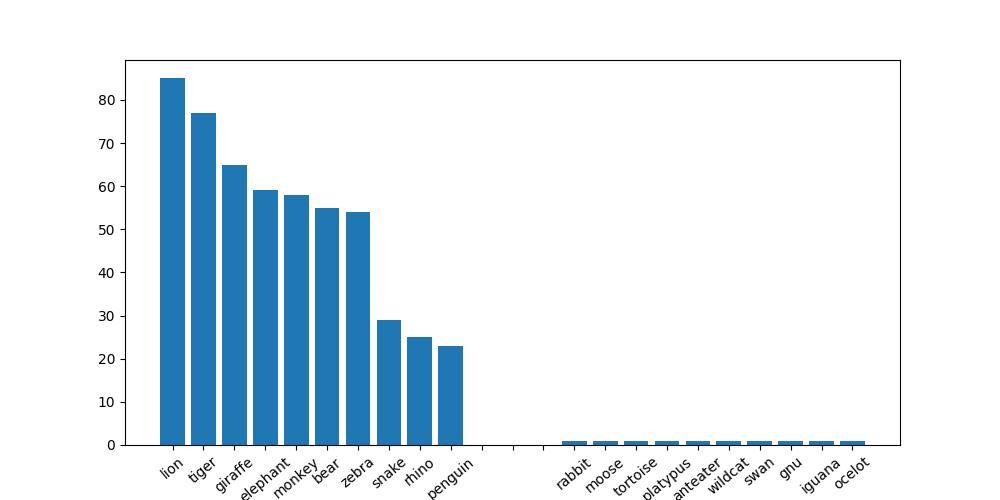 80
70
60
50
40
30
20
10
0
lion
tiger
giraffe
elephant
monkey
bear
zebra
snake
rhino
penguin
rabbit
moose
tortoise
platypus
anteater
wildcat
swan
gnu
iguana
ocelot